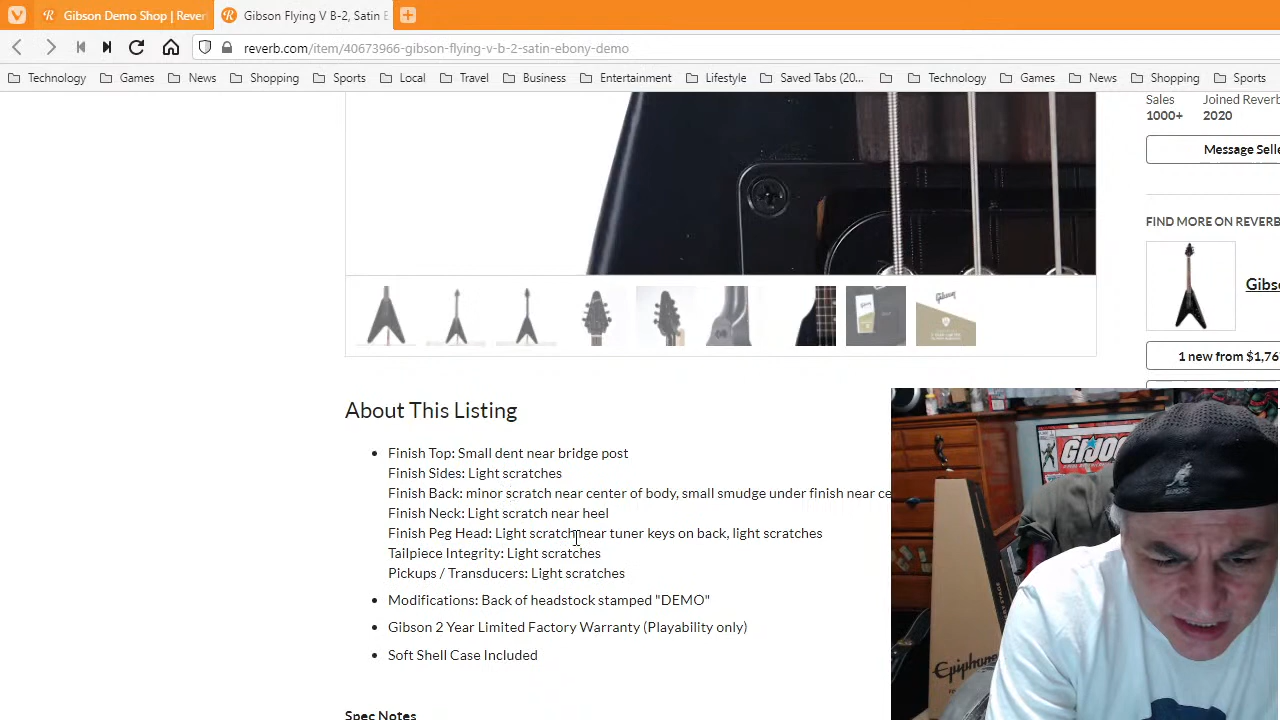 Gibson Demo Shop | Rever
Gibson Flying V B-2, Satin E
reverb.com/item/40673966-gibson-flying-v-b-2-satin-ebony-demo
Technology Games News Shopping Sports Local Travel Business Entertainment Lifestyle Saved Tabs (20... Technology Games News Shopping Sports
Sales Joined Reverb
1000+ 2020
Message Selle
FIND MORE ON REVERB
Gibso
1 new from $1,76
Gibson
About This Listing
Finish Top: Small dent near bridge post
Finish Sides: Light scratches
Finish Back: minor scratch near center of body, small smudge under finish near ce
Finish Neck: Light scratch near heel
Finish Peg Head: Light scratch near tuner keys on back, light scratches
Tailpiece Integrity: Light scratches
Pickups / Transducers: Light scratches
Modifications: Back of headstock stamped "DEMO"
Gibson 2 Year Limited Factory Warranty (Playability only)
Soft Shell Case Included
Spec Notes
G.I. JOE
KANGOL
Epiphone